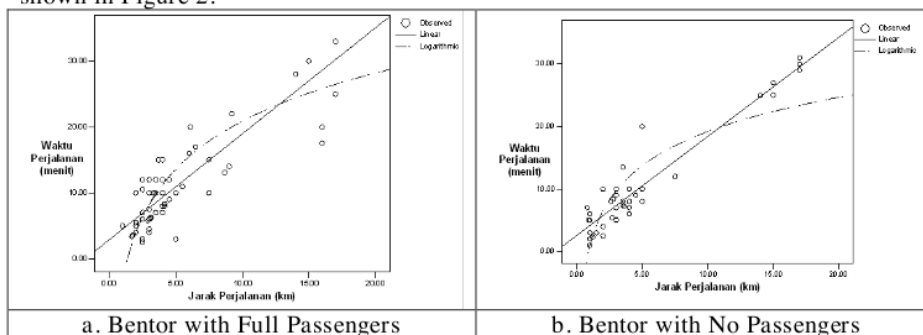 shown in Figure 2.
Observed
Linear
Logarithmic
30.00
20.00
10.00
0.00
Waktu
Perjalanan
(menit)
0.00 5.00 10.00 15.00 20.00
Jarak Perjalanan (km)
a. Bentor with Full Passengers
Observed
Linear
Logarithmic
30.00
20.00
10.00
0.00
Waktu
Perjalanan
(menit)
0.00 5.00 10.00 15.00 20.00
Jarak Perjalanan (km)
b. Bentor with No Passengers